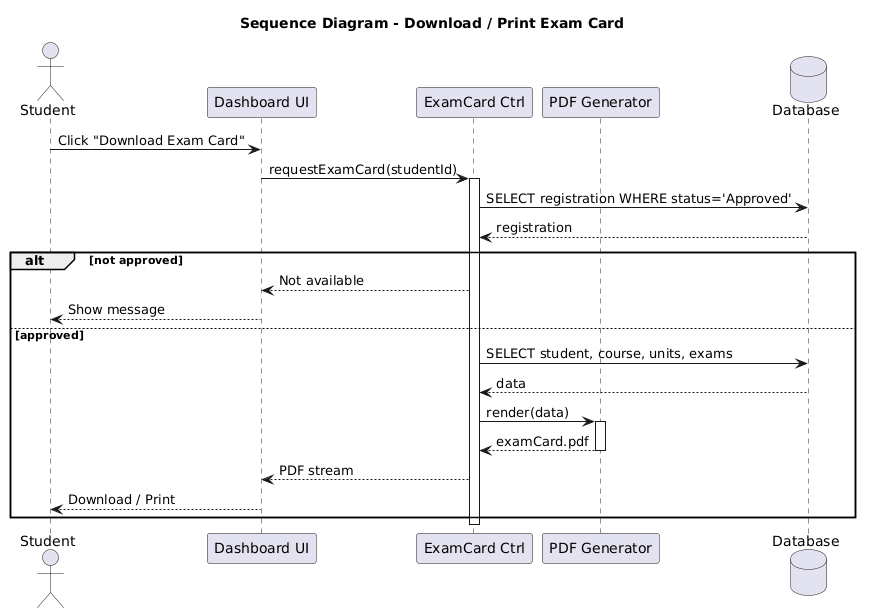 Sequence Diagram - Download / Print Exam Card
Student
Dashboard UI
ExamCard Ctrl
PDF Generator
Database
Click "Download Exam Card"
requestExamCard(studentId)
SELECT registration WHERE status='Approved'
registration
alt
[not approved]
Not available
Show message
[approved]
SELECT student, course, units, exams
data
render(data)
examCard.pdf
PDF stream
Download / Print
Student
Dashboard UI
ExamCard Ctrl
PDF Generator
Database